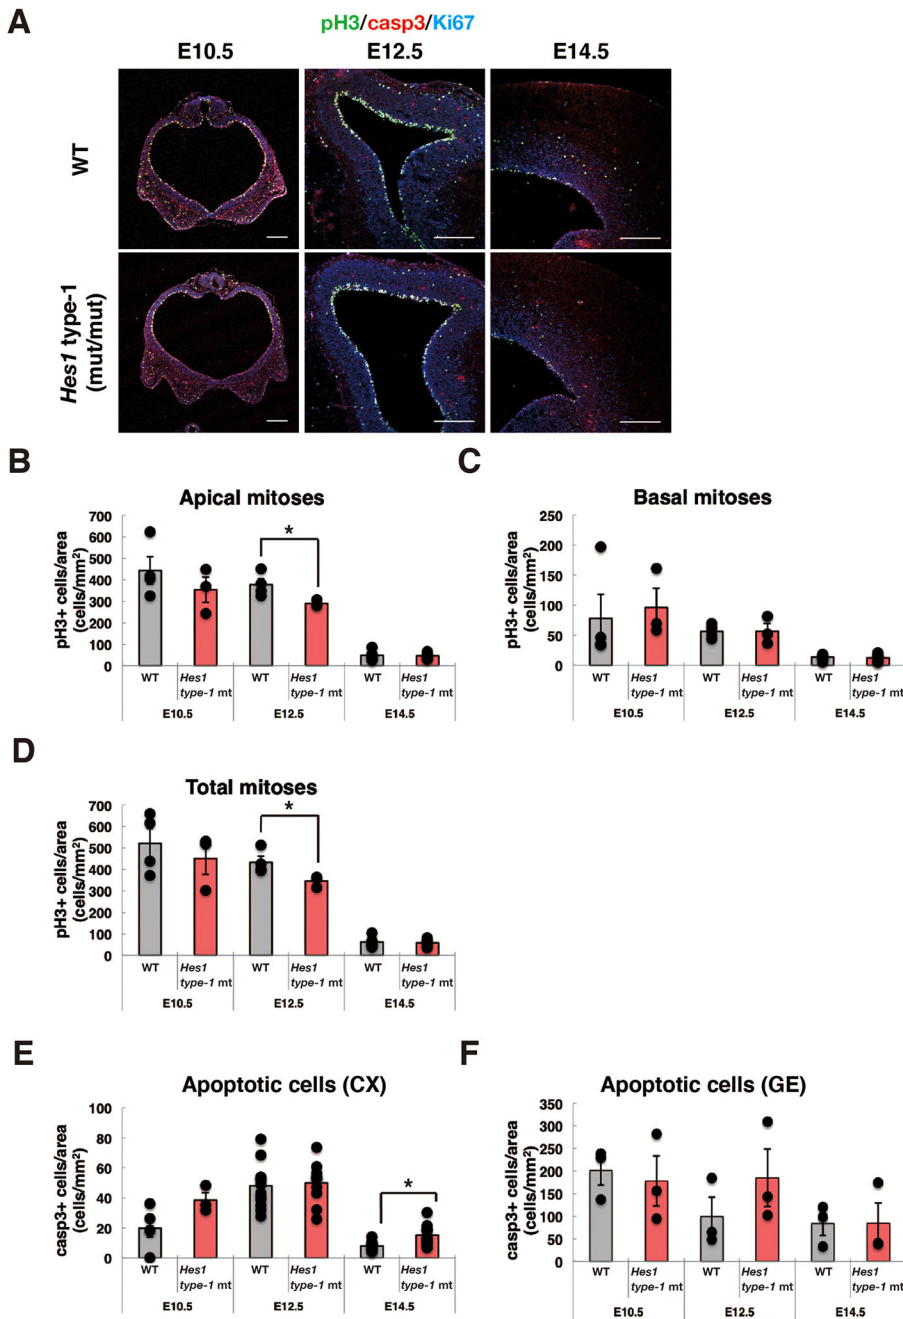 A
pH3/casp3/Ki67
E10.5 E12.5 E14.5
WT
Hes1 type-1
(mut/mut)
B
Apical mitoses
pH3+ cells/area
(cells/mm²)
700
600
500
400
300
200
100
0
*
WT Hes1 type-1 mt WT Hes1 type-1 mt WT Hes1 type-1 mt
E10.5 E12.5 E14.5
C
Basal mitoses
pH3+ cells/area
(cells/mm²)
250
200
150
100
50
0
WT Hes1 type-1 mt WT Hes1 type-1 mt WT Hes1 type-1 mt
E10.5 E12.5 E14.5
D
Total mitoses
pH3+ cells/area
(cells/mm²)
700
600
500
400
300
200
100
0
*
WT Hes1 type-1 mt WT Hes1 type-1 mt WT Hes1 type-1 mt
E10.5 E12.5 E14.5
E
Apoptotic cells (CX)
casp3+ cells/area
(cells/mm²)
100
80
60
40
20
0
*
WT Hes1 type-1 mt WT Hes1 type-1 mt WT Hes1 type-1 mt
E10.5 E12.5 E14.5
F
Apoptotic cells (GE)
casp3+ cells/area
(cells/mm²)
350
300
250
200
150
100
50
0
WT Hes1 type-1 mt WT Hes1 type-1 mt WT Hes1 type-1 mt
E10.5 E12.5 E14.5